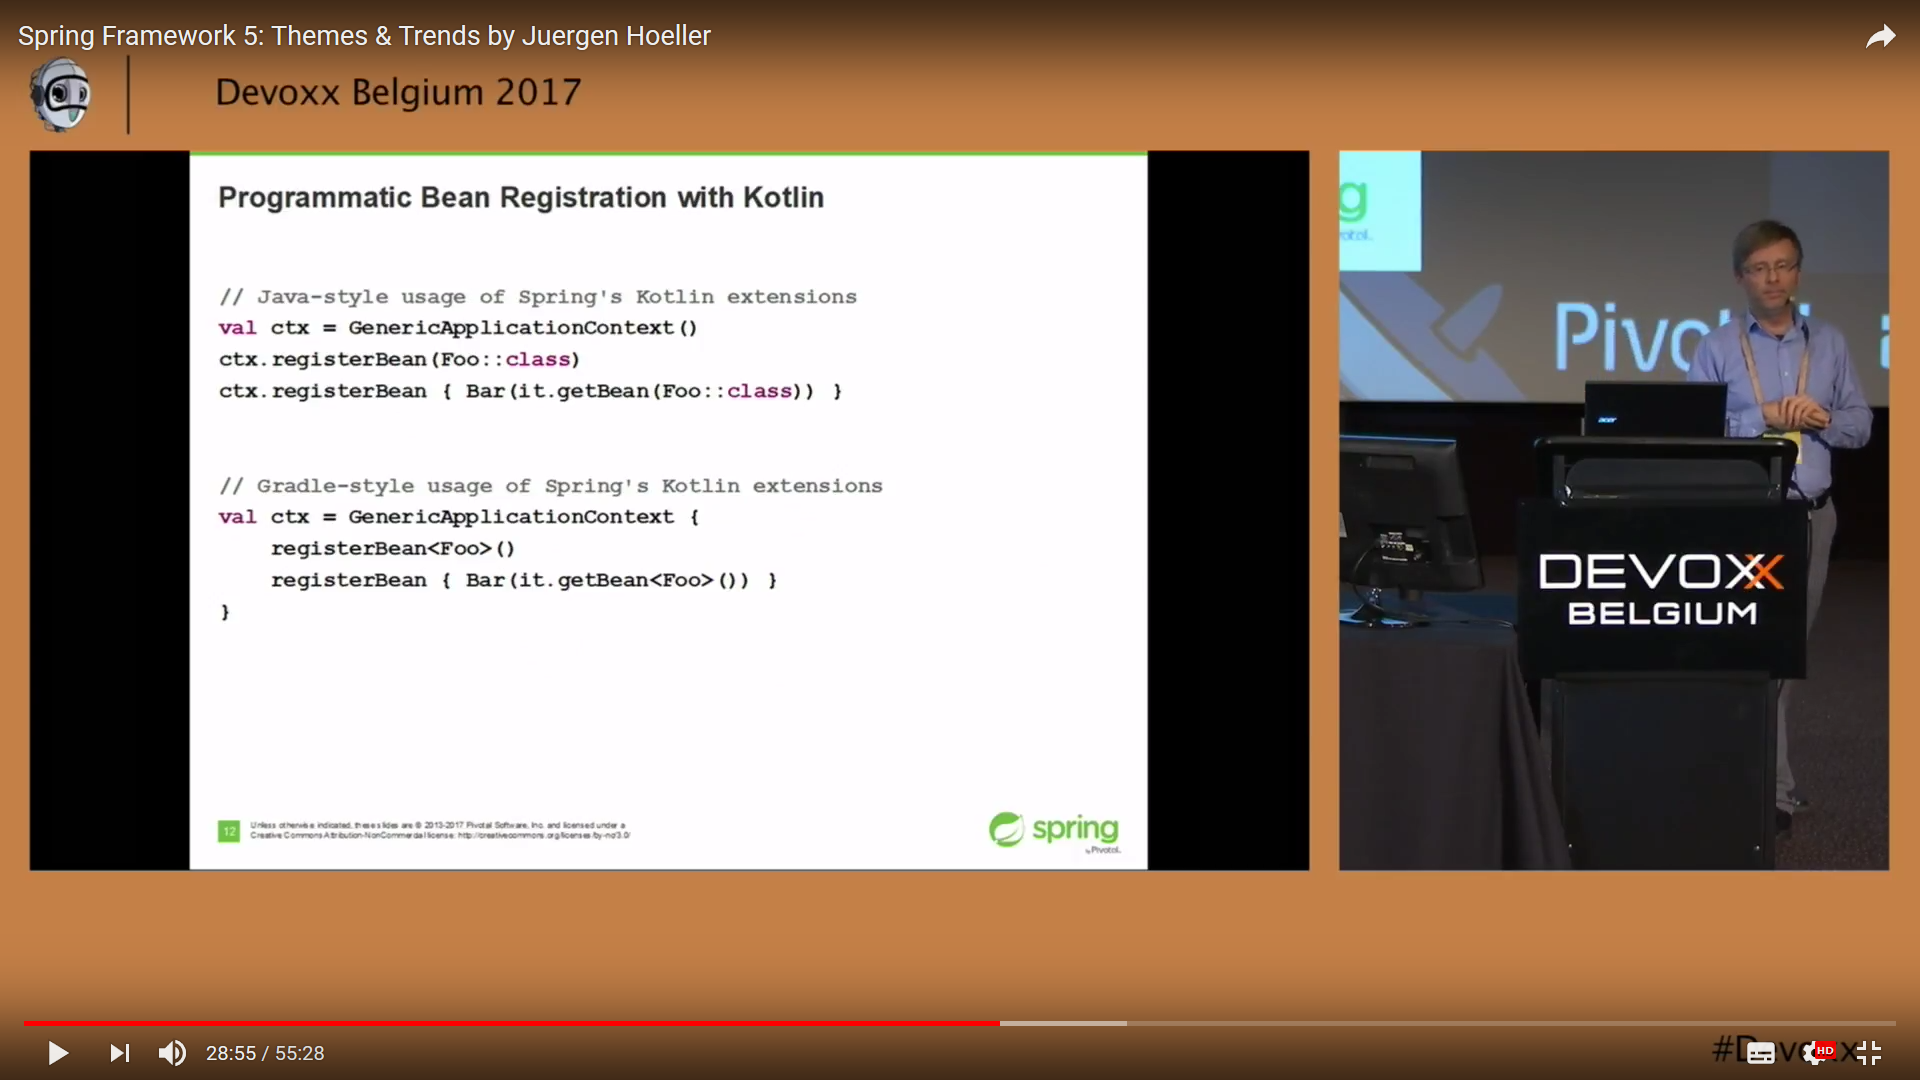 Spring Framework 5: Themes & Trends by Juergen Hoeller
Devoxx Belgium 2017
Programmatic Bean Registration with Kotlin
// Java-style usage of Spring's Kotlin extensions
val ctx = GenericApplicationContext()
ctx.registerBean(Foo::class)
ctx.registerBean { Bar(it.getBean(Foo::class)) }
// Gradle-style usage of Spring's Kotlin extensions
val ctx = GenericApplicationContext {
registerBean<Foo>()
registerBean { Bar(it.getBean<Foo>()) }
}
12
Unless otherwise indicated, these slides are © 2013-2017 Pivotal Software, Inc. and licensed under a
Creative Commons Attribution-NonCommercial license: http://creativecommons.org/licenses/by-nc/3.0/
spring
by Pivotal.
g
acer
DEVOXX
BELGIUM
28:55 / 55:28
HD